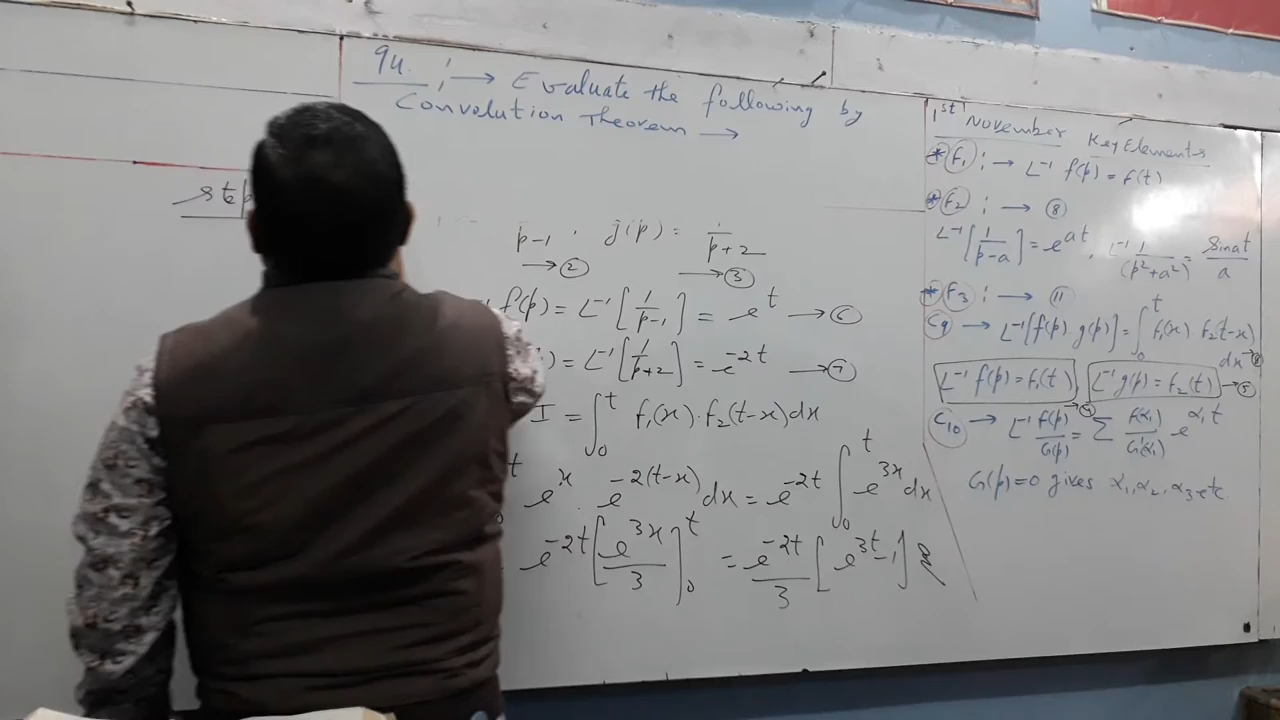 94. ;→ Evaluate the following by
Convolution Theorem →
step
p-1 , g(p) = 1/p+2
→② →③
f(p) = L⁻¹[1/p-1] = e^t →⑥
) = L⁻¹[1/p+2] = e^-2t →⑦
I = ∫₀^t f₁(x).f₂(t-x)dx
e^x . e^-2(t-x) dx = e^-2t ∫₀^t e^3x dx
e^-2t [e^3x/3]₀^t = e^-2t/3 [e^3t-1]
1st November Key Elements
*F₁ ;→ L⁻¹ f(p) = f(t)
*F₂ ;→ ⑧
L⁻¹[1/p-a] = e^at, L⁻¹ 1/(p²+a²) = Sinat/a
*F₃ ;→ ⑪
C₉ → L⁻¹[f(p) g(p)] = ∫₀^t f₁(x) f₂(t-x)
dx→
L⁻¹ f(p) = f₁(t) L⁻¹ g(p) = f₂(t) →⑤
→④
C₁₀ → L⁻¹ f(p)/G(p) = Σ f(α₁)/G'(α₁) e^α₁t
G(p)=0 gives α₁, α₂, α₃ etc.